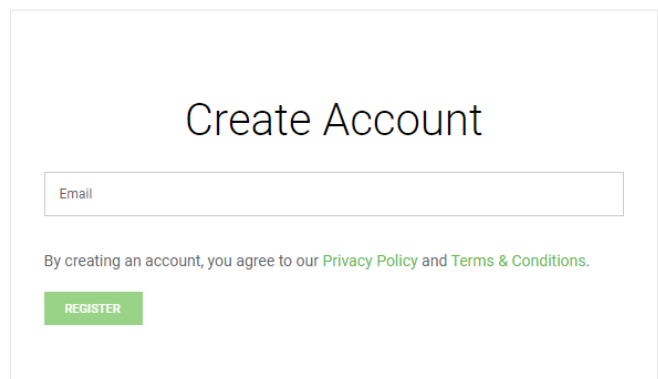 Create Account
Email
By creating an account, you agree to our Privacy Policy and Terms & Conditions.
REGISTER